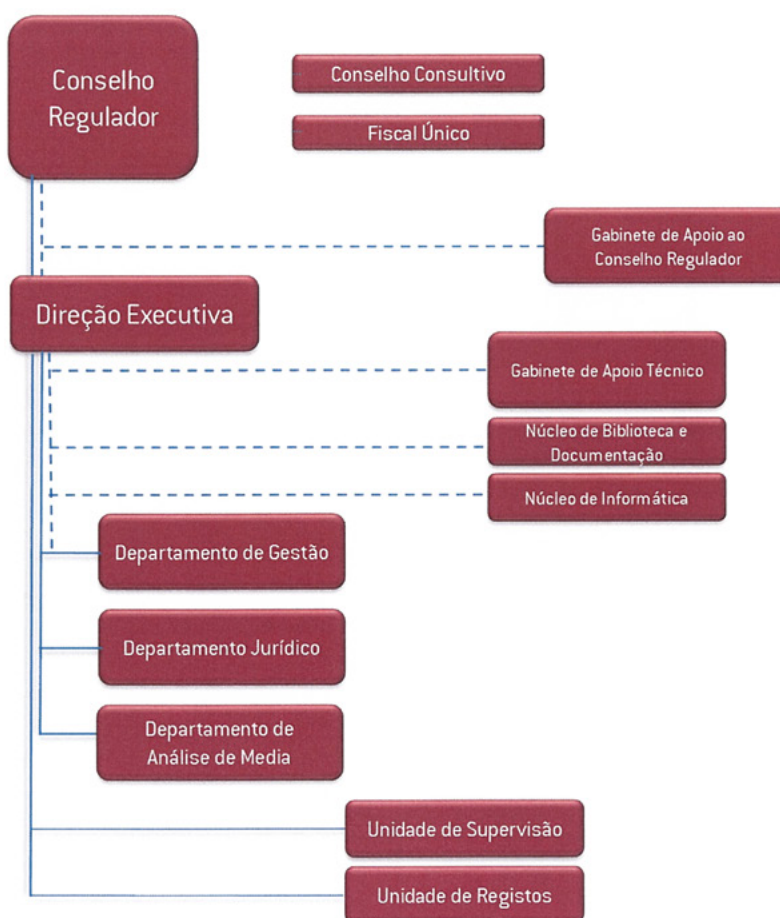 Conselho
Regulador
Conselho Consultivo
Fiscal Único
Gabinete de Apoio ao
Conselho Regulador
Direção Executiva
Gabinete de Apoio Técnico
Núcleo de Biblioteca e
Documentação
Núcleo de Informática
Departamento de Gestão
Departamento Jurídico
Departamento de
Análise de Media
Unidade de Supervisão
Unidade de Registos